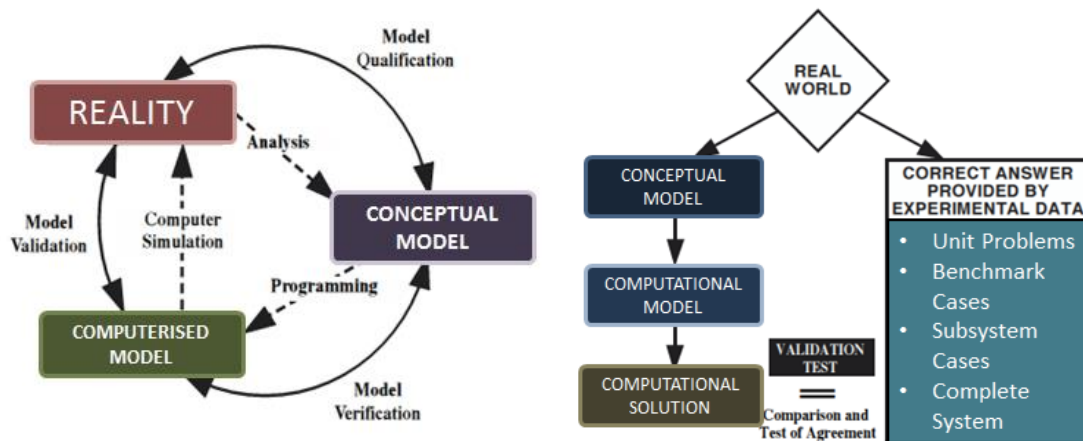 Model
Qualification
REALITY
Analysis
Model
Validation
Computer
Simulation
CONCEPTUAL
MODEL
Programming
COMPUTERISED
MODEL
Model
Verification
REAL
WORLD
CONCEPTUAL
MODEL
COMPUTATIONAL
MODEL
COMPUTATIONAL
SOLUTION
VALIDATION
TEST
Comparison and
Test of Agreement
CORRECT ANSWER
PROVIDED BY
EXPERIMENTAL DATA
• Unit Problems
• Benchmark
Cases
• Subsystem
Cases
• Complete
System